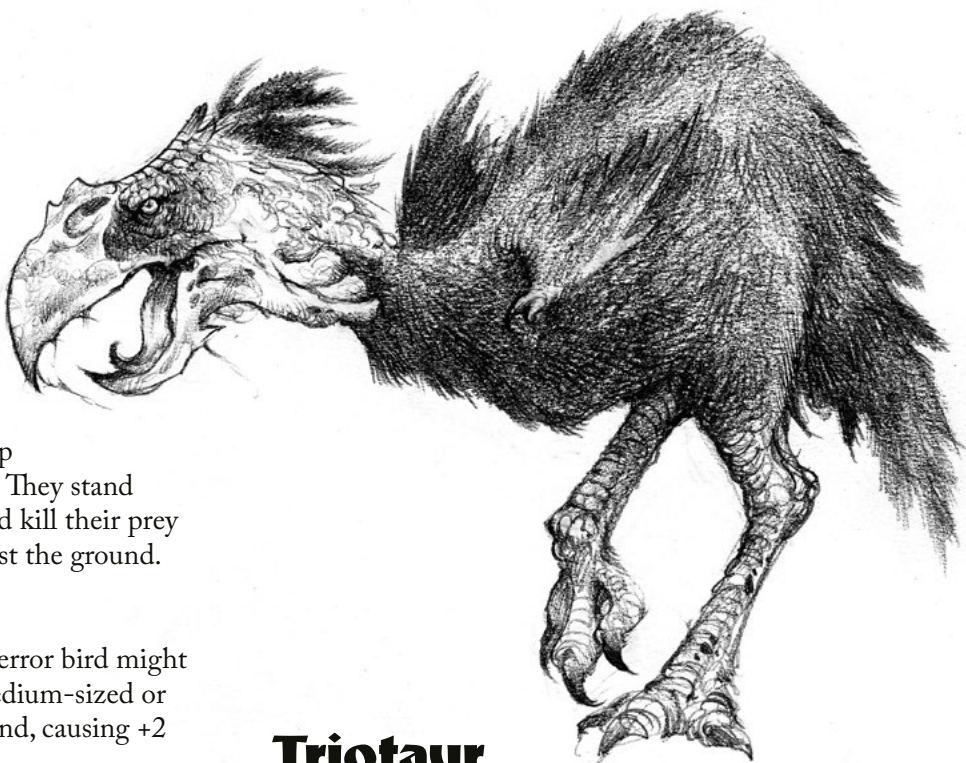 p
They stand
d kill their prey
st the ground.
error bird might
edium-sized or
nd, causing +2
Triotaur